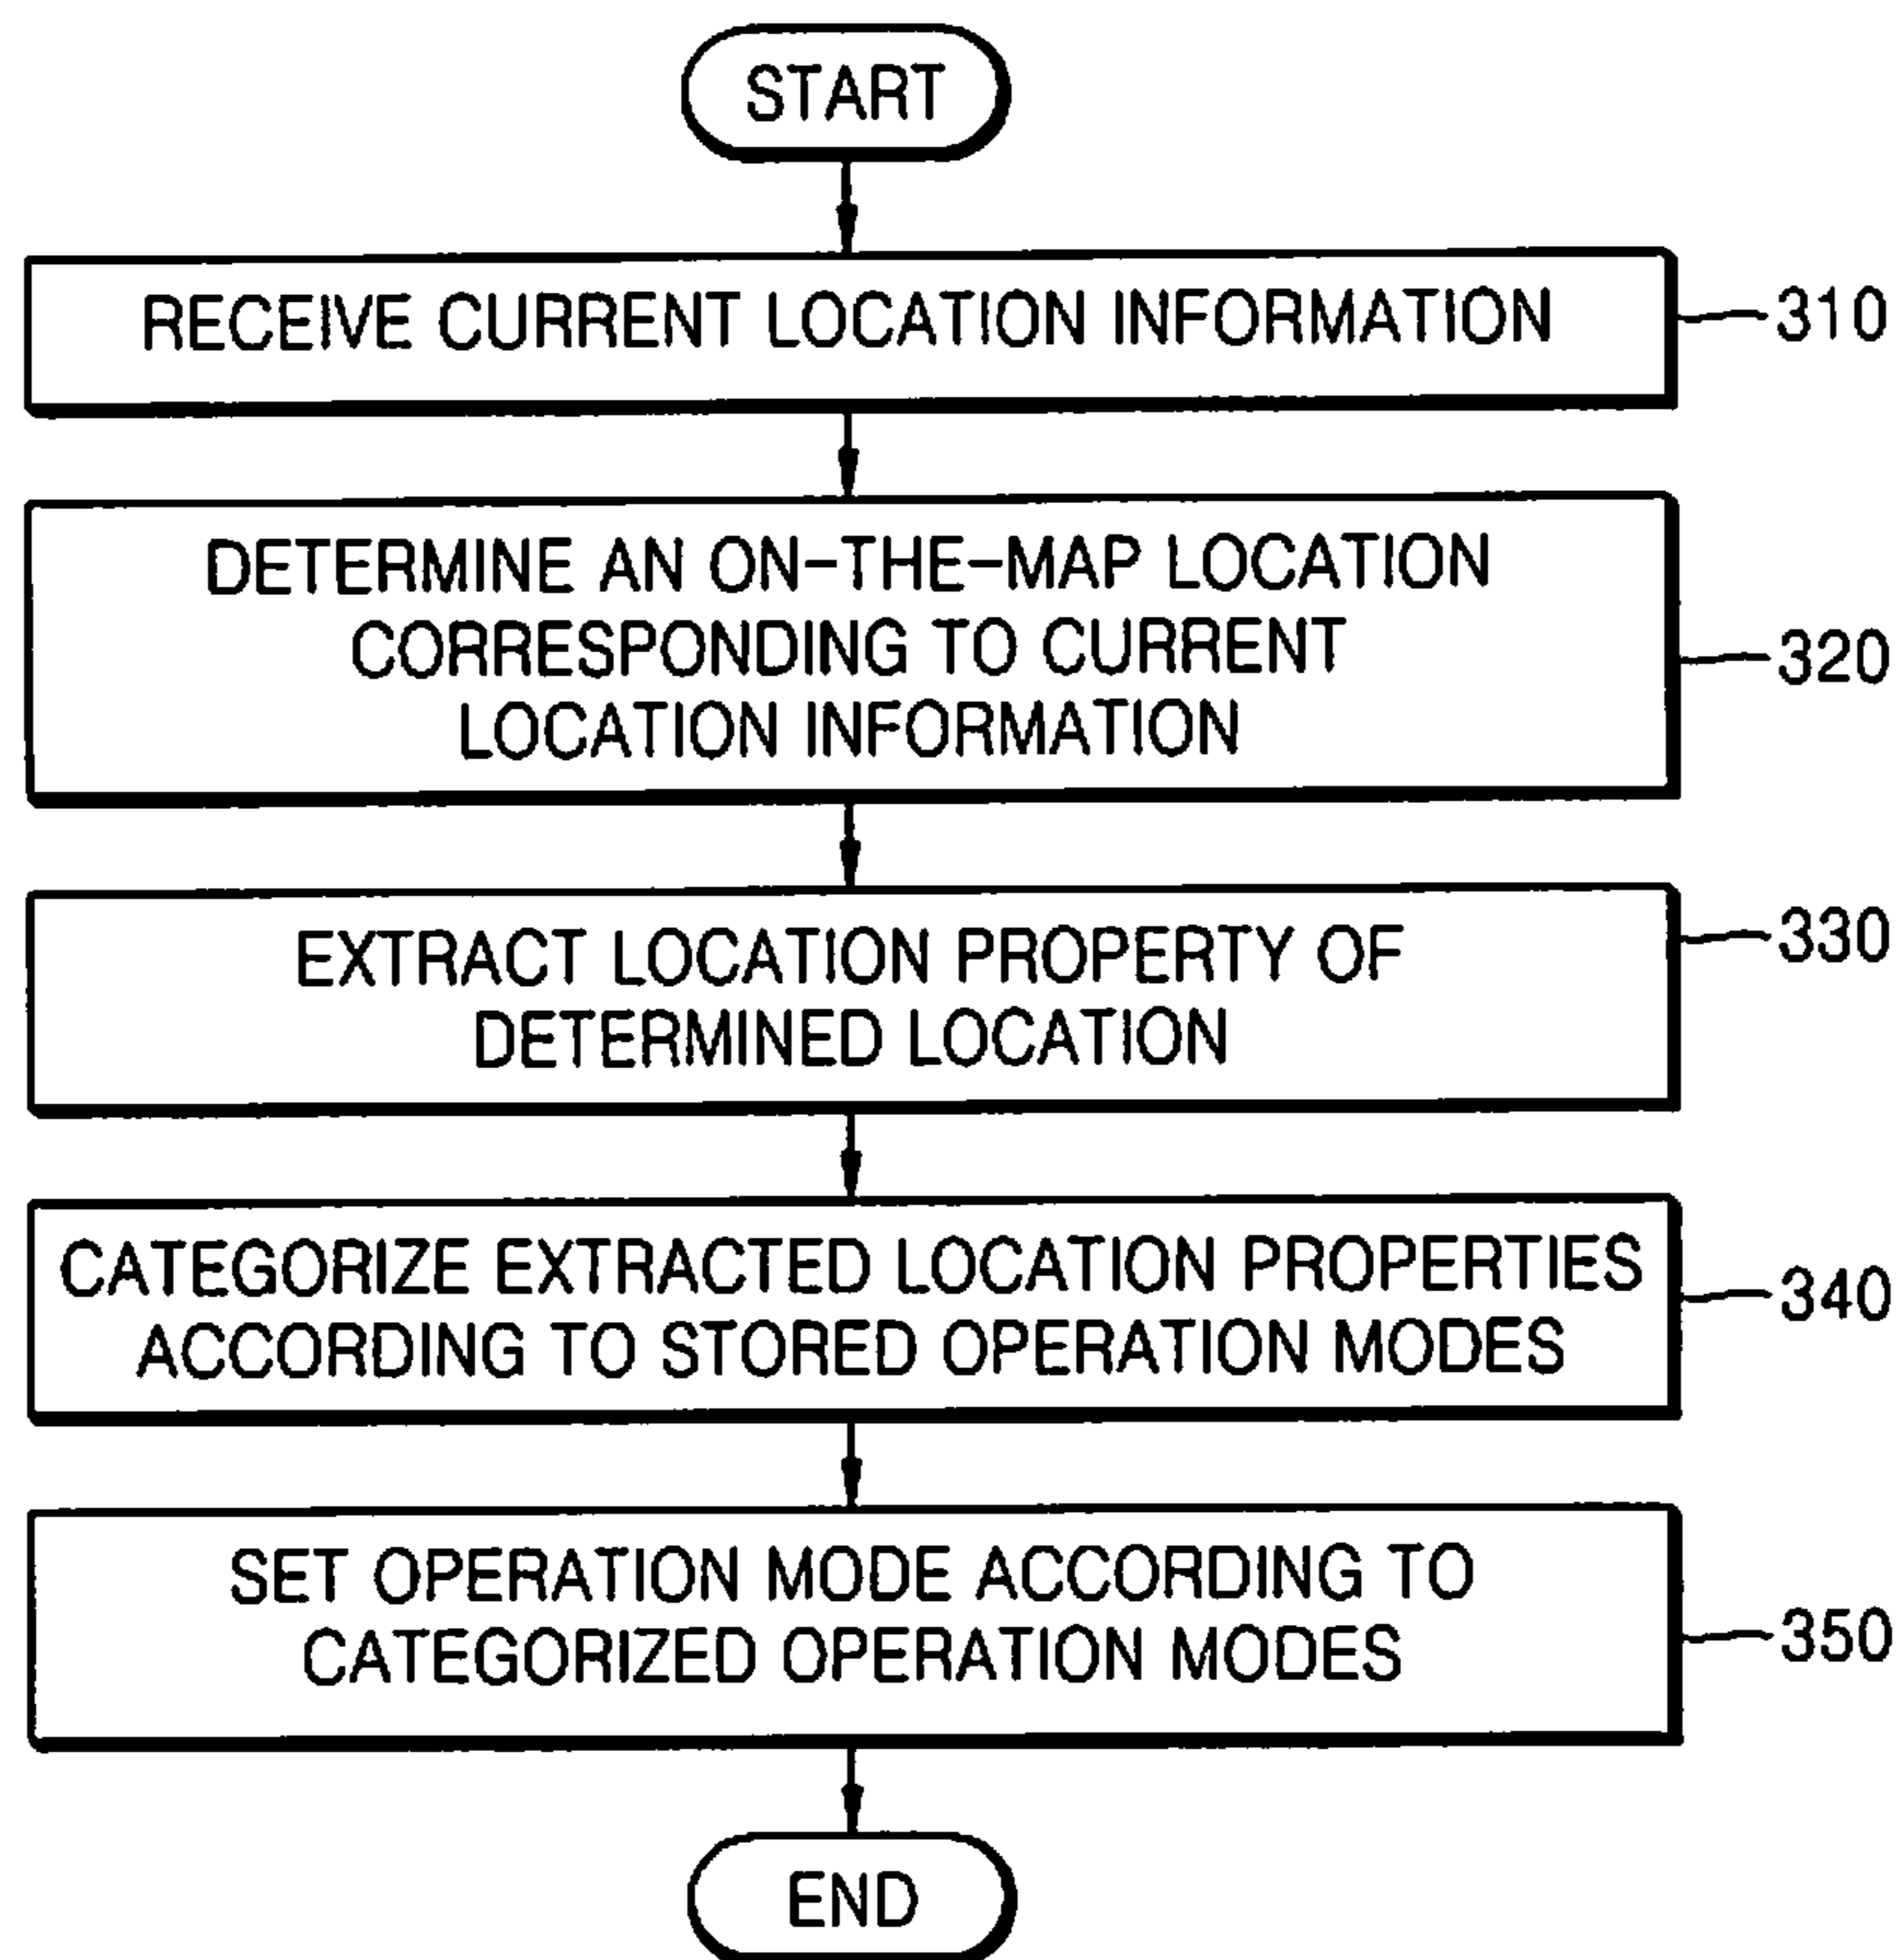 START
RECEIVE CURRENT LOCATION INFORMATION
310
DETERMINE AN ON-THE-MAP LOCATION
CORRESPONDING TO CURRENT
LOCATION INFORMATION
320
EXTRACT LOCATION PROPERTY OF
DETERMINED LOCATION
330
CATEGORIZE EXTRACTED LOCATION PROPERTIES
ACCORDING TO STORED OPERATION MODES
340
SET OPERATION MODE ACCORDING TO
CATEGORIZED OPERATION MODES
350
END